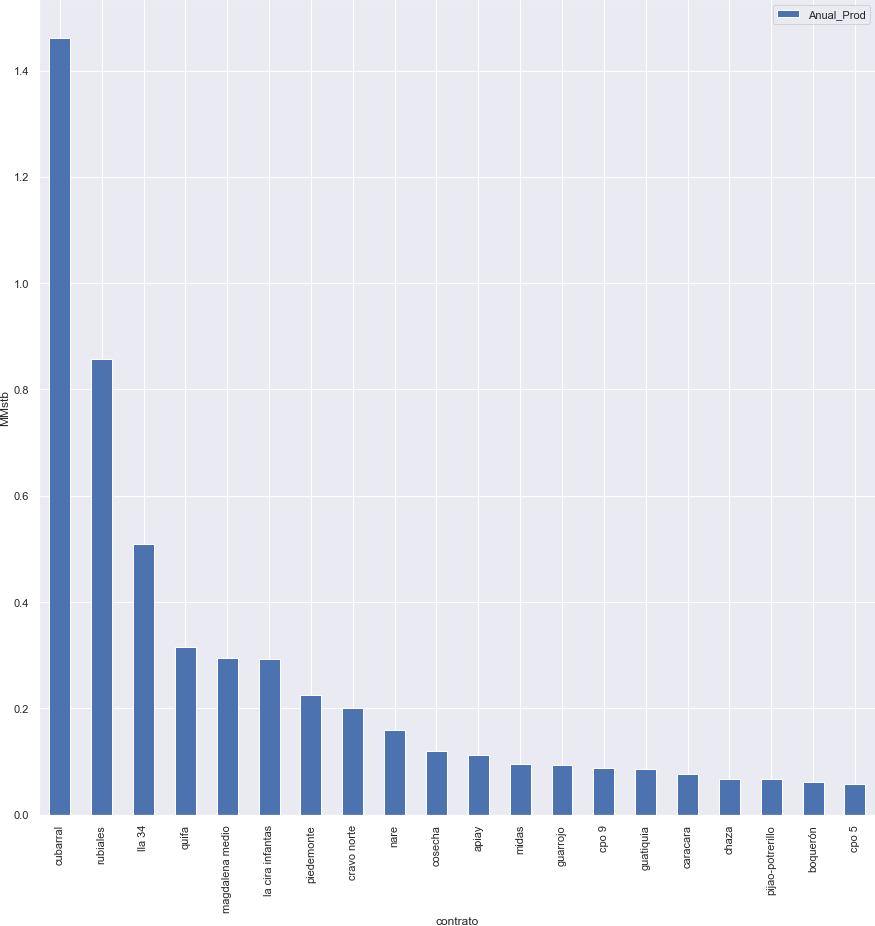 Anual_Prod
1.4
1.2
1.0
0.8
MMstb
0.6
0.4
0.2
0.0
cubarral
rubiales
lla 34
quifa
magdalena medio
la cira infantas
piedemonte
cravo norte
nare
cosecha
apiay
midas
guarrojo
cpo 9
guatiquia
caracara
chaza
pijao-potrerillo
boquerón
cpo 5
contrato